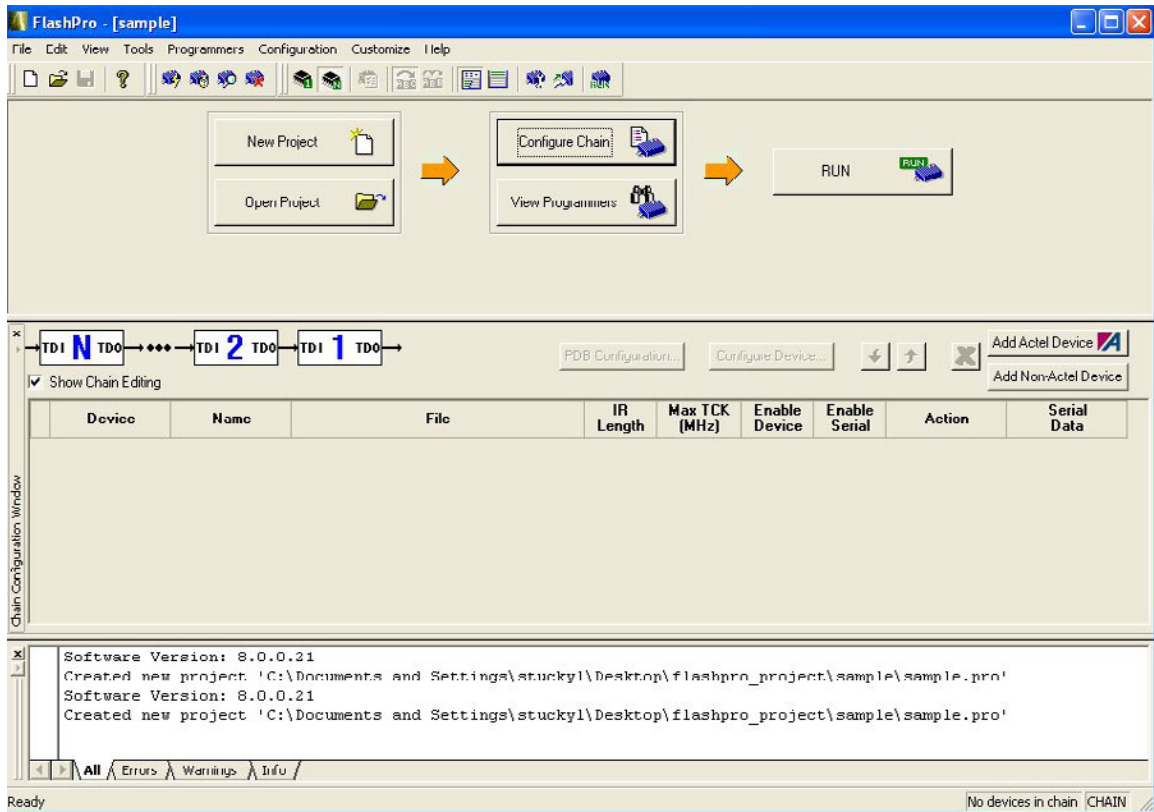 FlashPro - [sample]
File Edit View Tools Programmers Configuration Customize Help
New Project
Configure Chain
RUN
RUN
Open Project
View Programmers
TDI N TDO TDI 2 TDO TDI 1 TDO
PDB Configuration...
Configure Device...
Add Actel Device
Show Chain Editing
Add Non-Actel Device
Device Name File IR Length Max TCK (MHz) Enable Device Enable Serial Action Serial Data
Chain Configuration Window
Software Version: 8.0.0.21
Created new project 'C:\Documents and Settings\stuckyl\Desktop\flashpro_project\sample\sample.pro'
Software Version: 8.0.0.21
Created new project 'C:\Documents and Settings\stuckyl\Desktop\flashpro_project\sample\sample.pro'
All Errors Warnings Info
Ready
No devices in chain CHAIN